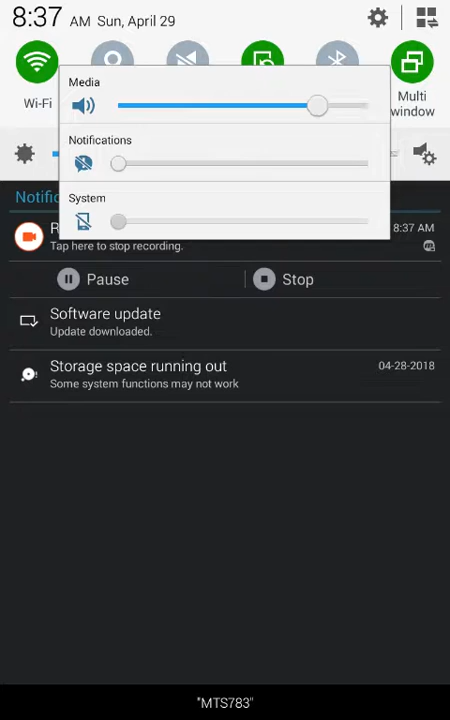 8:37 AM Sun, April 29
Wi-Fi
Multi window
Media
Notifications
System
8:37 AM
Tap here to stop recording.
Pause
Stop
Software update
Update downloaded.
Storage space running out
04-28-2018
Some system functions may not work
"MTS783"